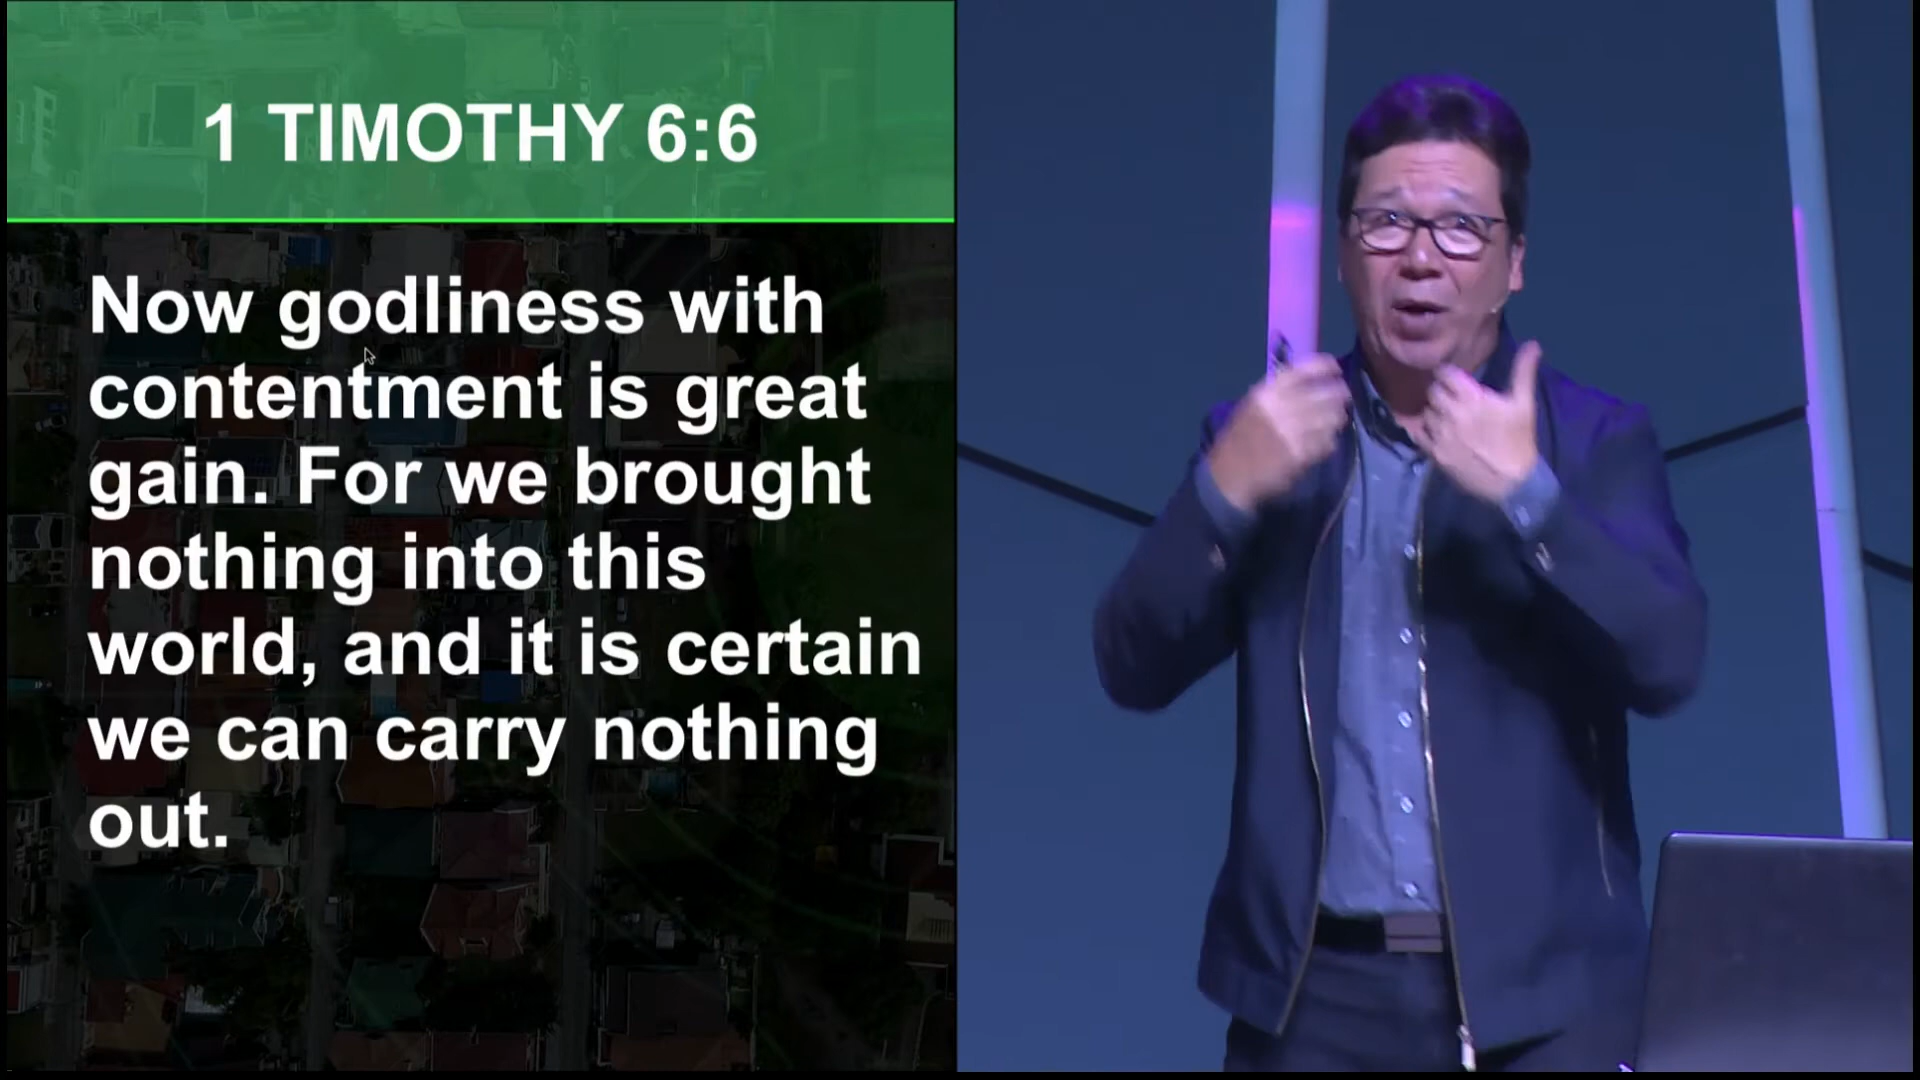 1 TIMOTHY 6:6
Now godliness with
contentment is great
gain. For we brought
nothing into this
world, and it is certain
we can carry nothing
out.